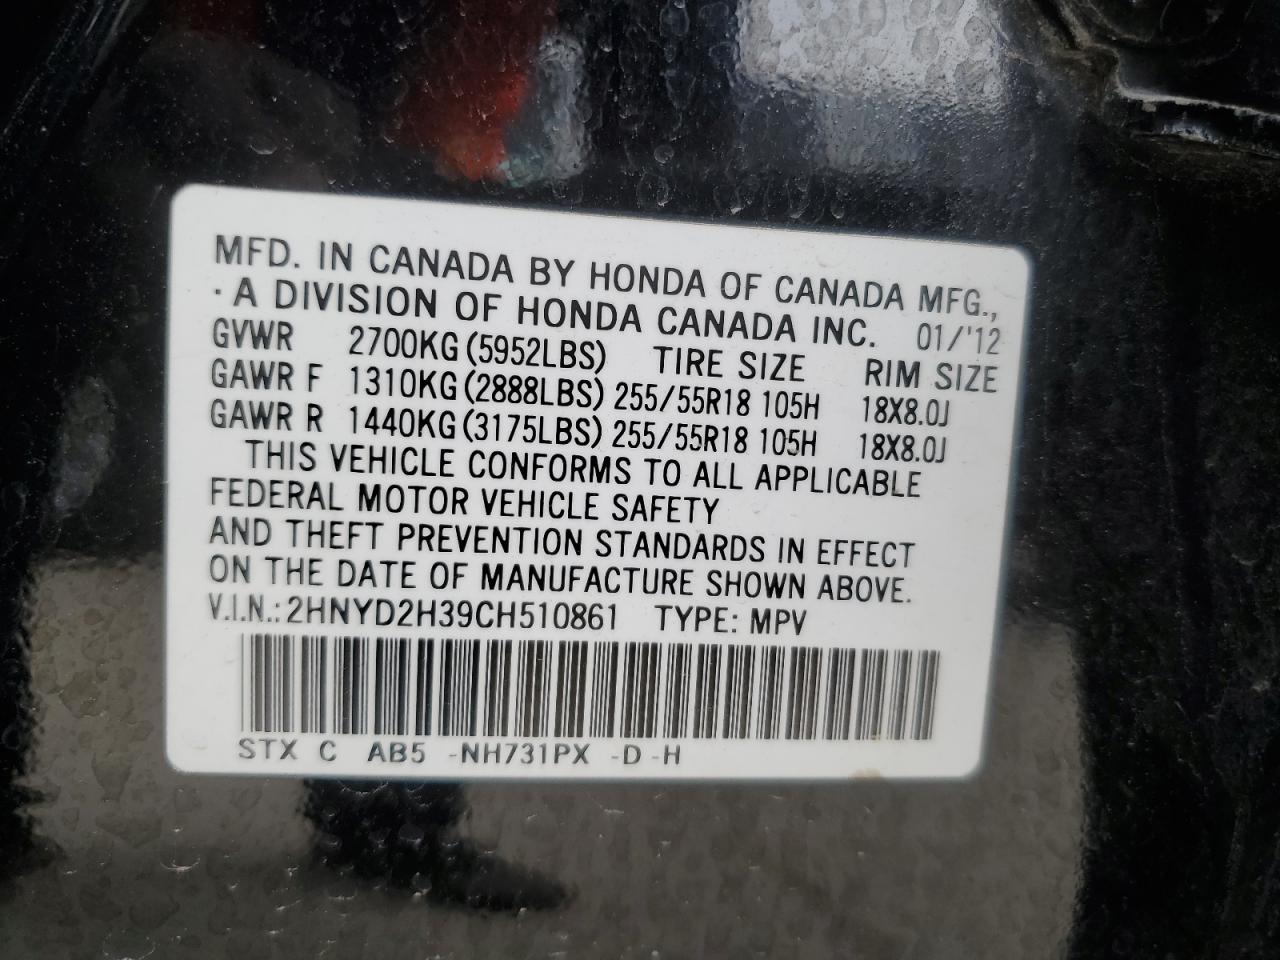 MFD. IN CANADA BY HONDA OF CANADA MFG.,
· A DIVISION OF HONDA CANADA INC. 01/'12
GVWR 2700KG (5952LBS) TIRE SIZE RIM SIZE
GAWR F 1310KG (2888LBS) 255/55R18 105H 18X8.0J
GAWR R 1440KG (3175LBS) 255/55R18 105H 18X8.0J
THIS VEHICLE CONFORMS TO ALL APPLICABLE
FEDERAL MOTOR VEHICLE SAFETY
AND THEFT PREVENTION STANDARDS IN EFFECT
ON THE DATE OF MANUFACTURE SHOWN ABOVE.
V.I.N.: 2HNYD2H39CH510861 TYPE: MPV
STX C AB5 -NH731PX -D -H